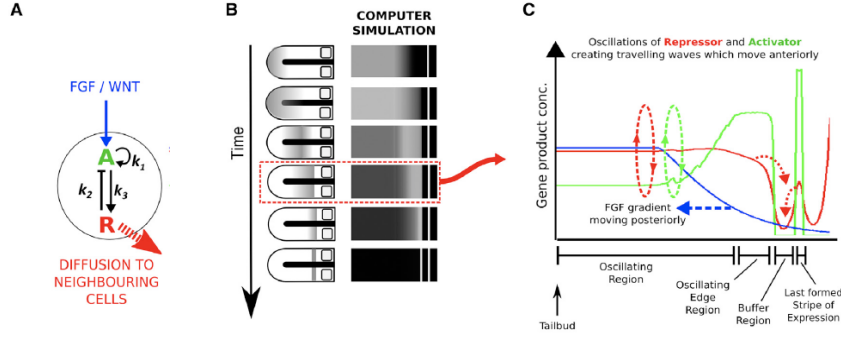 A
FGF / WNT
A
k1
k2
k3
R
DIFFUSION TO
NEIGHBOURING
CELLS
B
COMPUTER
SIMULATION
Time
C
Oscillations of Repressor and Activator
creating travelling waves which move anteriorly
Gene product conc.
FGF gradient
moving posteriorly
Oscillating
Region
Oscillating
Edge
Region
Buffer
Region
Last formed
Stripe of
Expression
Tailbud